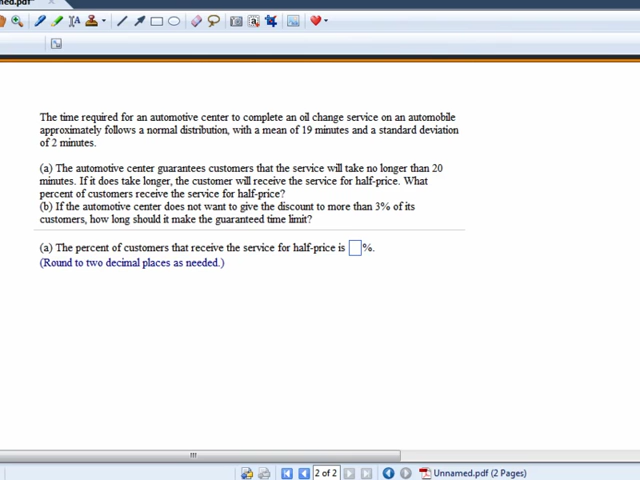 med.pdf*
The time required for an automotive center to complete an oil change service on an automobile
approximately follows a normal distribution, with a mean of 19 minutes and a standard deviation
of 2 minutes.
(a) The automotive center guarantees customers that the service will take no longer than 20
minutes. If it does take longer, the customer will receive the service for half-price. What
percent of customers receive the service for half-price?
(b) If the automotive center does not want to give the discount to more than 3% of its
customers, how long should it make the guaranteed time limit?
(a) The percent of customers that receive the service for half-price is %.
(Round to two decimal places as needed.)
2 of 2 Unnamed.pdf (2 Pages)